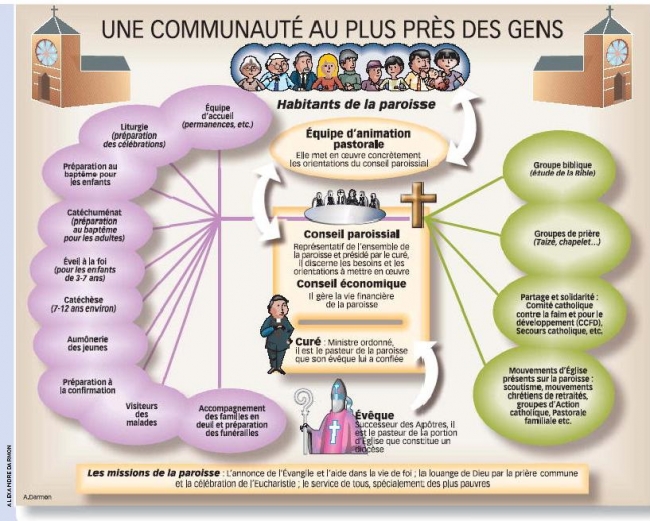 UNE COMMUNAUTÉ AU PLUS PRÈS DES GENS
Habitants de la paroisse
Équipe d'animation
pastorale
Elle met en œuvre concrètement
les orientations du conseil paroissial
Conseil paroissial
Représentatif de l'ensemble de
la paroisse et présidé par le curé,
il discerne les besoins et les
orientations à mettre en œuvre
Conseil économique
Il gère la vie financière
de la paroisse
Curé : Ministre ordonné,
il est le pasteur de la paroisse
que son évêque lui a confiée
Évêque
Successeur des Apôtres, il
est le pasteur de la portion
d'Église que constitue un
diocèse
Équipe
d'accueil
(permanences, etc.)
Liturgie
(préparation
des célébrations)
Préparation au
baptême pour
les enfants
Catéchuménat
(préparation
au baptême
pour les adultes)
Éveil à la foi
(pour les enfants
de 3-7 ans)
Catéchèse
(7-12 ans environ)
Aumônerie
des jeunes
Préparation à
la confirmation
Visiteurs
des
malades
Accompagnement
des familles en
deuil et préparation
des funérailles
Groupe biblique
(étude de la Bible)
Groupes de prière
(Taizé, chapelet...)
Partage et solidarité :
Comité catholique
contre la faim et pour le
développement (CCFD),
Secours catholique, etc.
Mouvements d'Église
présents sur la paroisse :
scoutisme, mouvements
chrétiens de retraités,
groupes d'Action
catholique, Pastorale
familiale etc.
Les missions de la paroisse : L'annonce de l'Évangile et l'aide dans la vie de foi ; la louange de Dieu par la prière commune
et la célébration de l'Eucharistie ; le service de tous, spécialement des plus pauvres
A.Darmon
ALEXANDRE DARMON